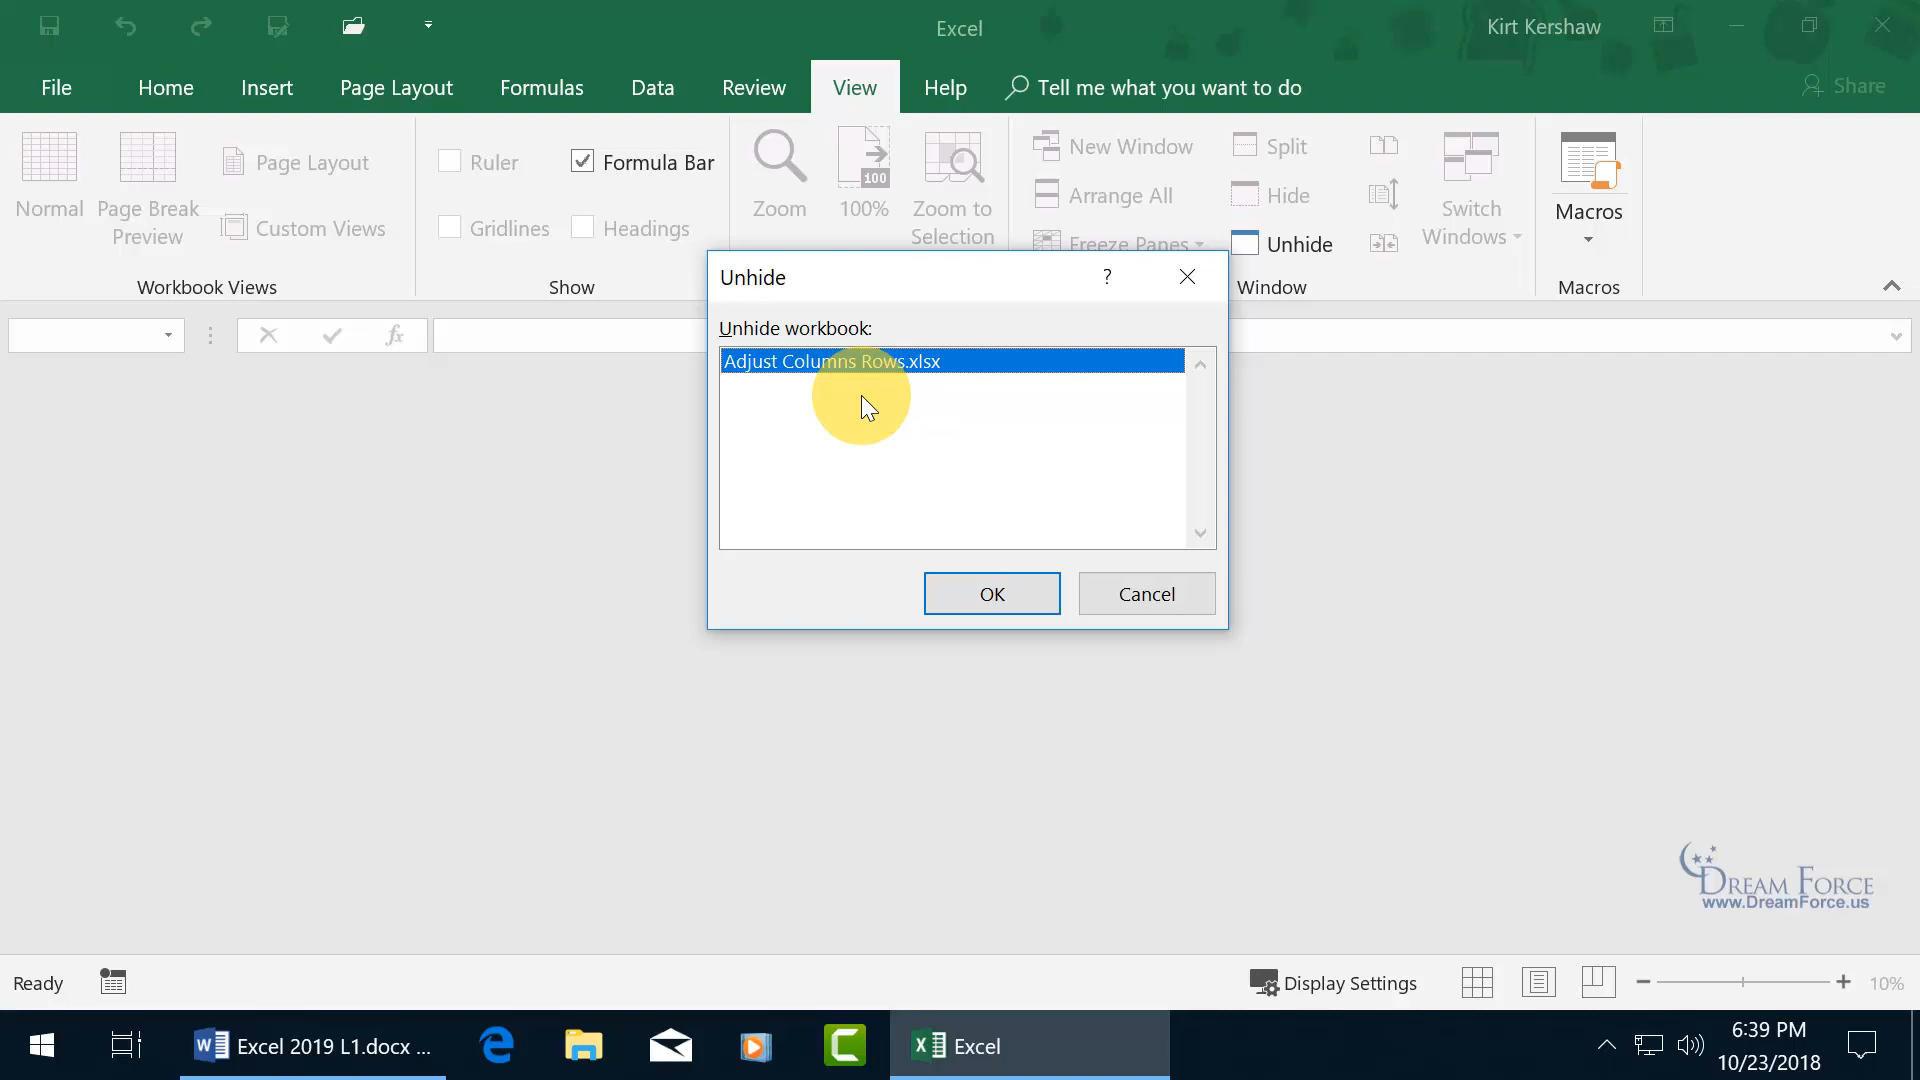 Excel
Kirt Kershaw
File Home Insert Page Layout Formulas Data Review View Help Tell me what you want to do Share
Normal
Page Break
Preview
Page Layout
Custom Views
Workbook Views
Ruler
Formula Bar
Gridlines
Headings
Show
Zoom
100
100%
Zoom to
Selection
New Window
Arrange All
Freeze Panes
Split
Hide
Unhide
Switch
Windows
Window
Macros
Macros
fx
Unhide ?
Unhide workbook:
Adjust Columns Rows.xlsx
OK Cancel
DREAM FORCE
www.DreamForce.us
Ready Display Settings 10%
Excel 2019 L1.docx ... Excel
6:39 PM
10/23/2018